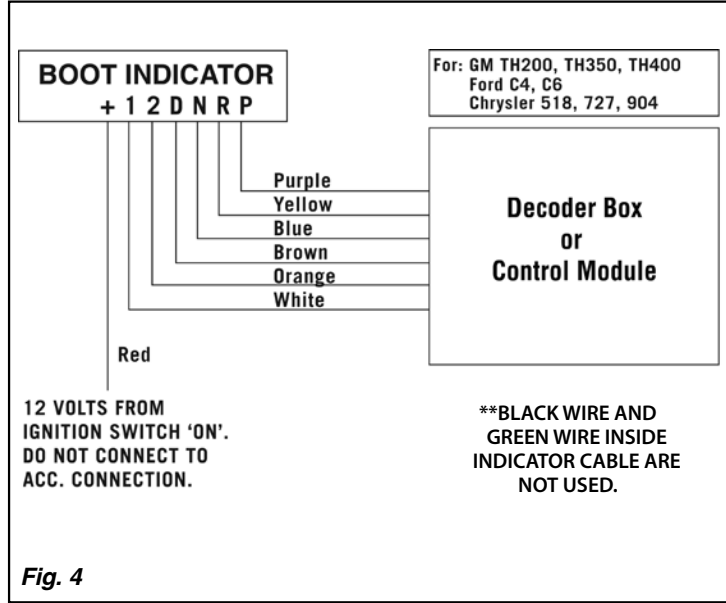 BOOT INDICATOR
+ 1 2 D N R P
For: GM TH200, TH350, TH400
Ford C4, C6
Chrysler 518, 727, 904
Purple
Yellow
Blue
Brown
Orange
White
Decoder Box
or
Control Module
Red
12 VOLTS FROM
IGNITION SWITCH 'ON'.
DO NOT CONNECT TO
ACC. CONNECTION.
**BLACK WIRE AND
GREEN WIRE INSIDE
INDICATOR CABLE ARE
NOT USED.
Fig. 4